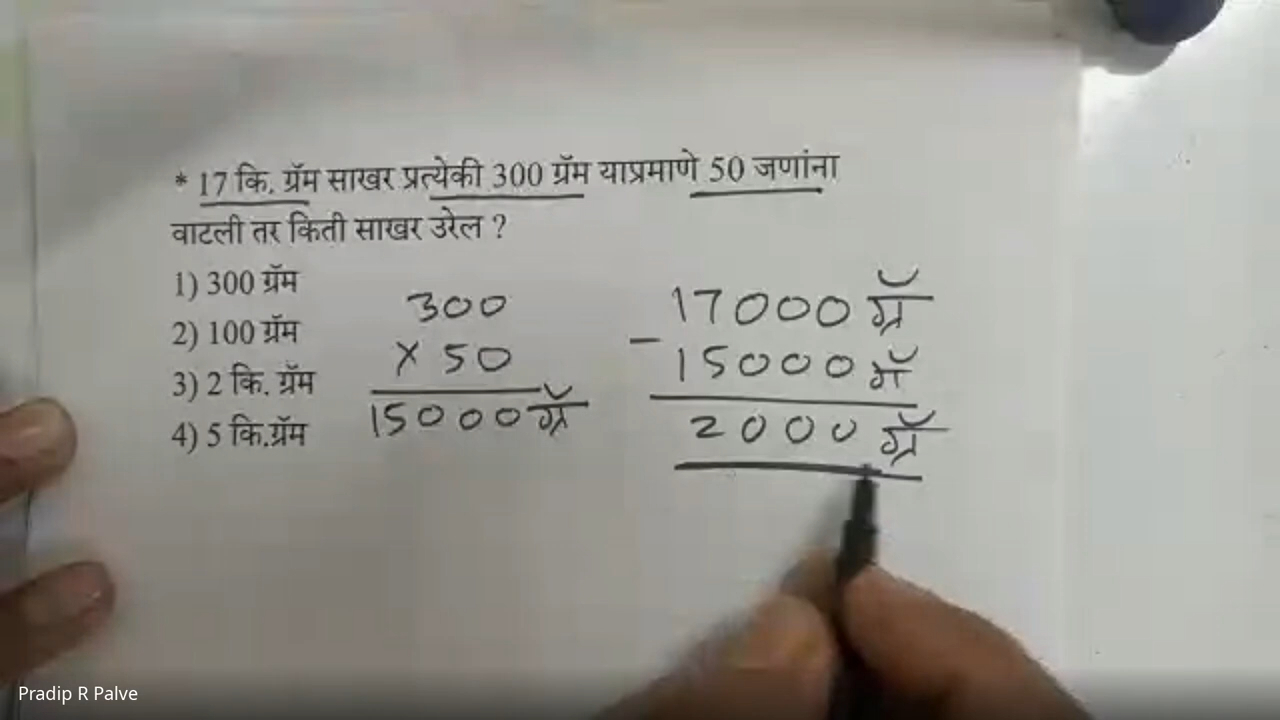 * 17 कि. ग्रॅम साखर प्रत्येकी 300 ग्रॅम याप्रमाणे 50 जणांना
वाटली तर किती साखर उरेल ?
1) 300 ग्रॅम
2) 100 ग्रॅम
3) 2 कि. ग्रॅम
4) 5 कि.ग्रॅम
300
× 50
15000 ग्रॅ
17000 ग्रॅ
- 15000 ग्रॅ
2000 ग्रॅ
Pradip R Palve